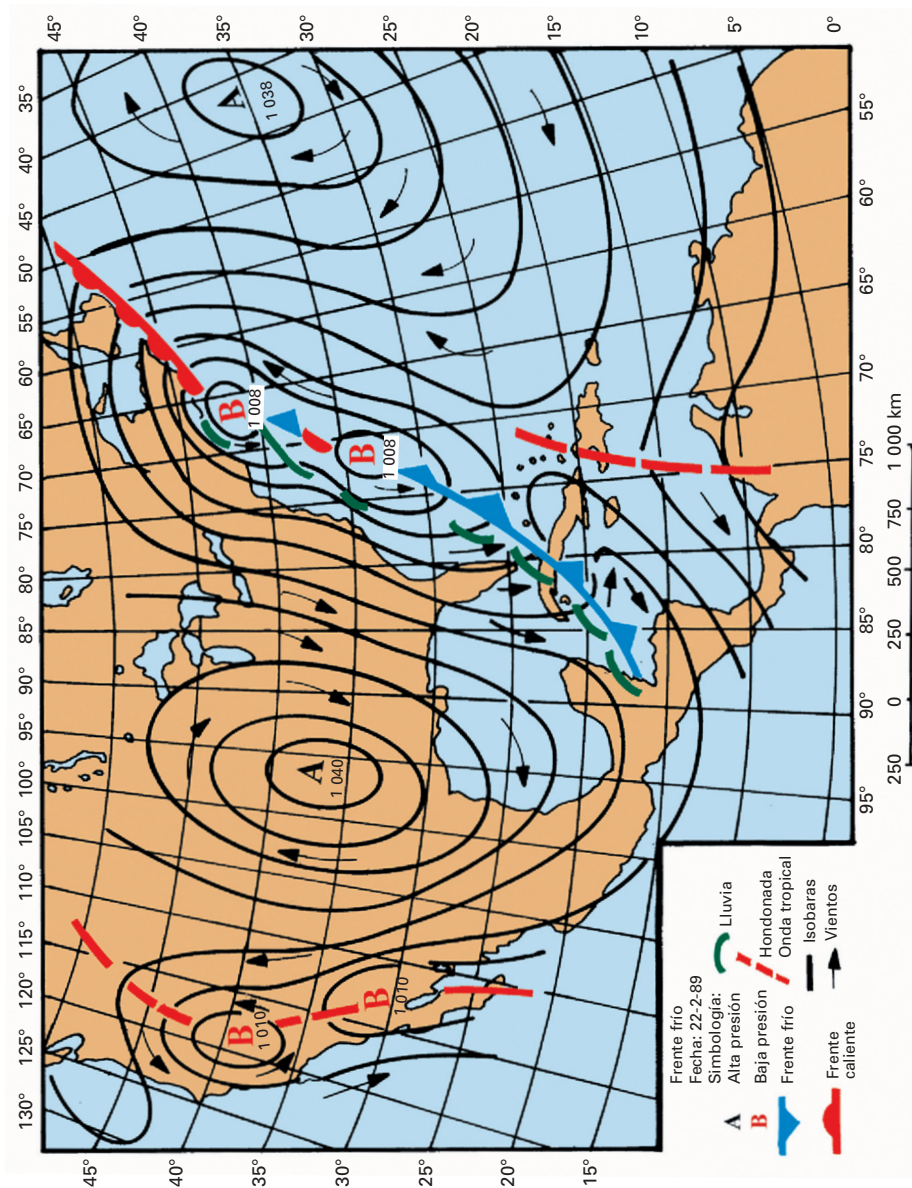 130° 125° 120° 115° 110° 105° 100° 95° 90° 85° 80° 75° 70° 65° 60° 55° 50° 45° 40° 35°
45°
40°
35°
30°
25°
20°
15°
45°
40°
35°
30°
25°
20°
15°
10°
5°
0°
95° 90° 85° 80° 75° 70° 65° 60° 55°
B
1 010
B
1 010
A
1 040
B
1 008
B
1 008
A
1 038
Frente frío
Fecha: 22-2-89
Simbología:
A Alta presión
B Baja presión
Frente frío
Frente
caliente
Lluvia
Hondonada
Onda tropical
Isobaras
Vientos
250 0 250 500 750 1 000 km